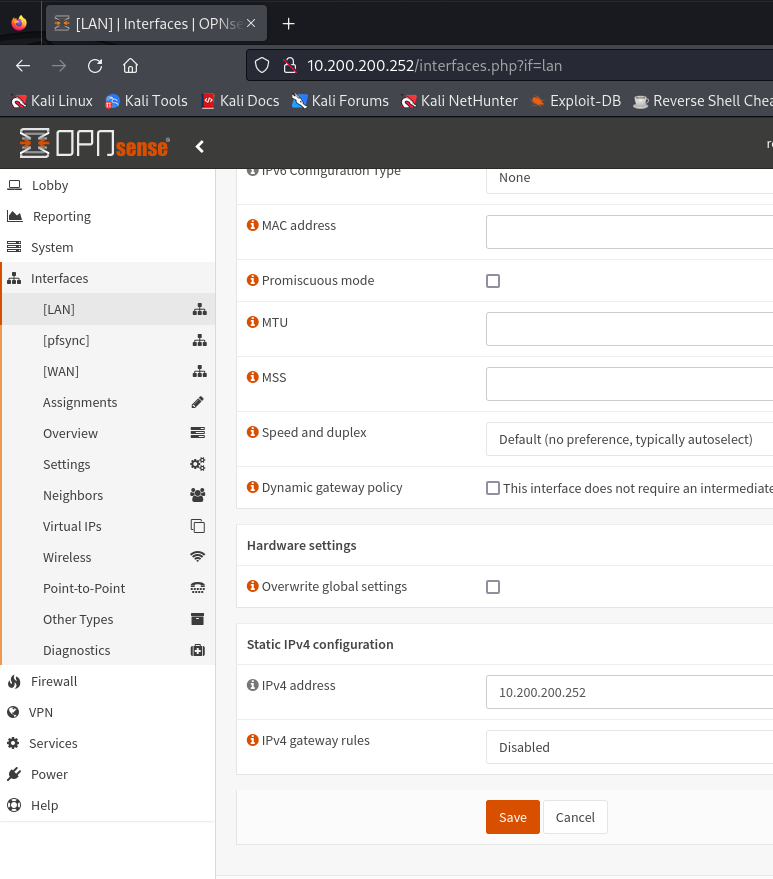 [LAN] | Interfaces | OPNse
10.200.200.252/interfaces.php?if=lan
Kali Linux Kali Tools Kali Docs Kali Forums Kali NetHunter Exploit-DB Reverse Shell Chea
OPNsense
Lobby
Reporting
System
Interfaces
[LAN]
[pfsync]
[WAN]
Assignments
Overview
Settings
Neighbors
Virtual IPs
Wireless
Point-to-Point
Other Types
Diagnostics
Firewall
VPN
Services
Power
Help
IPv6 Configuration Type
None
MAC address
Promiscuous mode
MTU
MSS
Speed and duplex
Default (no preference, typically autoselect)
Dynamic gateway policy
This interface does not require an intermediate
Hardware settings
Overwrite global settings
Static IPv4 configuration
IPv4 address
10.200.200.252
IPv4 gateway rules
Disabled
Save Cancel